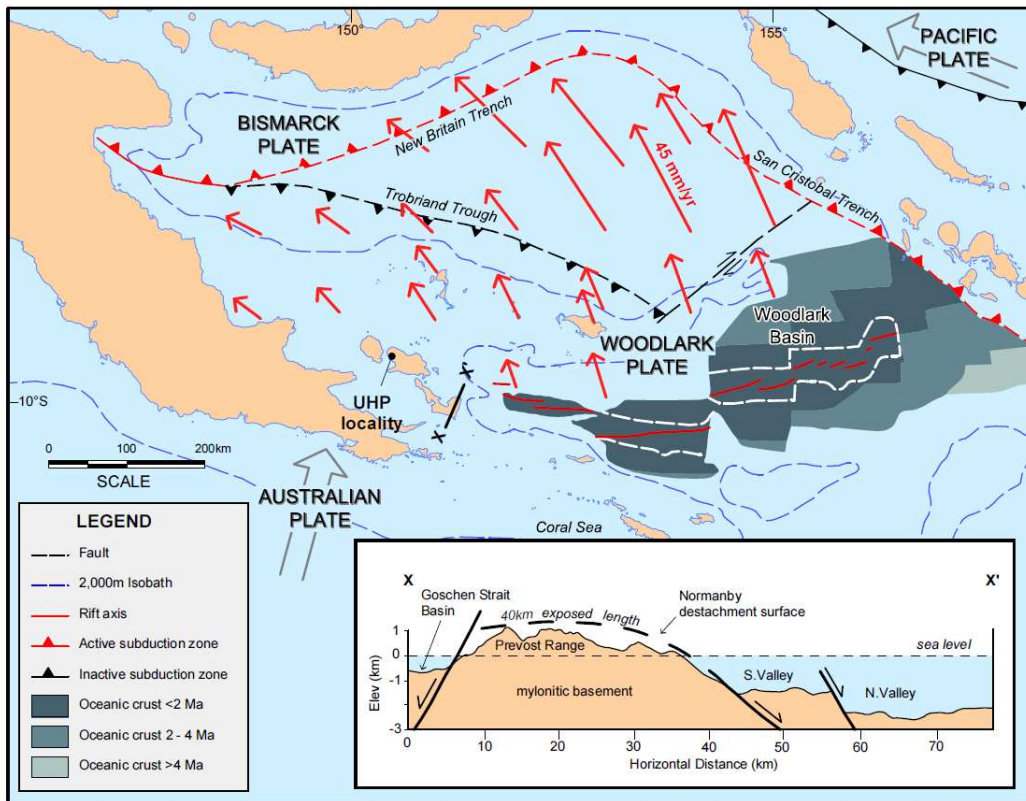 150°
155°
PACIFIC
PLATE
BISMARCK
PLATE
New Britain Trench
45 mm/yr
San Cristobal Trench
Trobriand Trough
Woodlark
Basin
WOODLARK
PLATE
10°S
UHP
locality
X'
X
0 100 200km
SCALE
AUSTRALIAN
PLATE
Coral Sea
LEGEND
Fault
2,000m Isobath
Rift axis
Active subduction zone
Inactive subduction zone
Oceanic crust <2 Ma
Oceanic crust 2 - 4 Ma
Oceanic crust >4 Ma
X X'
Goschen Strait
Basin
40km exposed length
Normanby
destachment surface
Prevost Range
sea level
S.Valley
N.Valley
mylonitic basement
Elev (km)
1
0
-1
-3
0 10 20 30 40 50 60 70
Horizontal Distance (km)